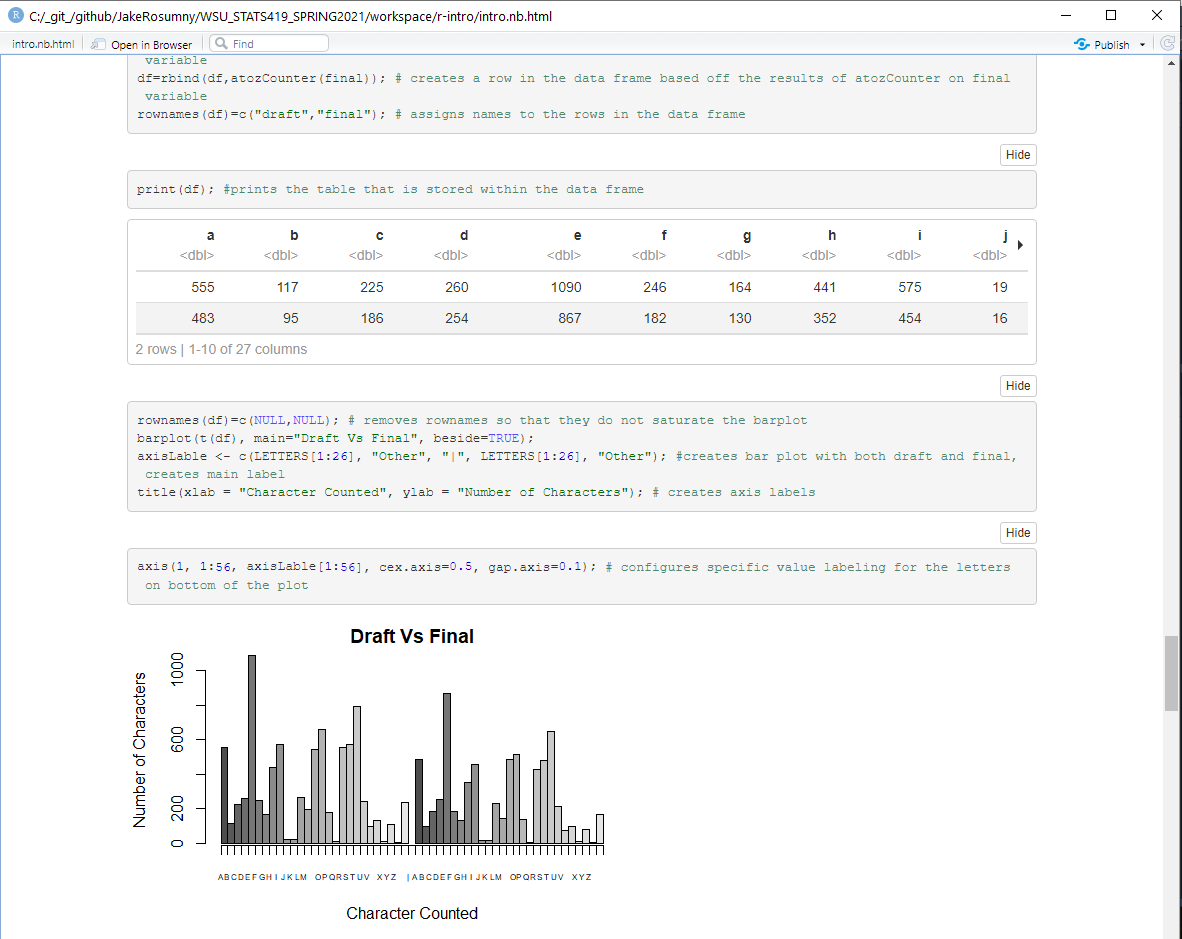 C:/_git_/github/JakeRosumny/WSU_STATS419_SPRING2021/workspace/r-intro/intro.nb.html
intro.nb.html Open in Browser Find Publish
variable
df=rbind(df,atozCounter(final)); # creates a row in the data frame based off the results of atozCounter on final
variable
rownames(df)=c("draft","final"); # assigns names to the rows in the data frame
Hide
print(df); #prints the table that is stored within the data frame
a b c d e f g h i j
<dbl> <dbl> <dbl> <dbl> <dbl> <dbl> <dbl> <dbl> <dbl> <dbl>
555 117 225 260 1090 246 164 441 575 19
483 95 186 254 867 182 130 352 454 16
2 rows | 1-10 of 27 columns
Hide
rownames(df)=c(NULL,NULL); # removes rownames so that they do not saturate the barplot
barplot(t(df), main="Draft Vs Final", beside=TRUE);
axisLable <- c(LETTERS[1:26], "Other", "|", LETTERS[1:26], "Other"); #creates bar plot with both draft and final,
creates main label
title(xlab = "Character Counted", ylab = "Number of Characters"); # creates axis labels
Hide
axis(1, 1:56, axisLable[1:56], cex.axis=0.5, gap.axis=0.1); # configures specific value labeling for the letters
on bottom of the plot
Draft Vs Final
Number of Characters
1000
600
200
0
ABCDEFGHIJKLM OPQRSTUV XYZ |ABCDEFGHIJKLM OPQRSTUV XYZ
Character Counted